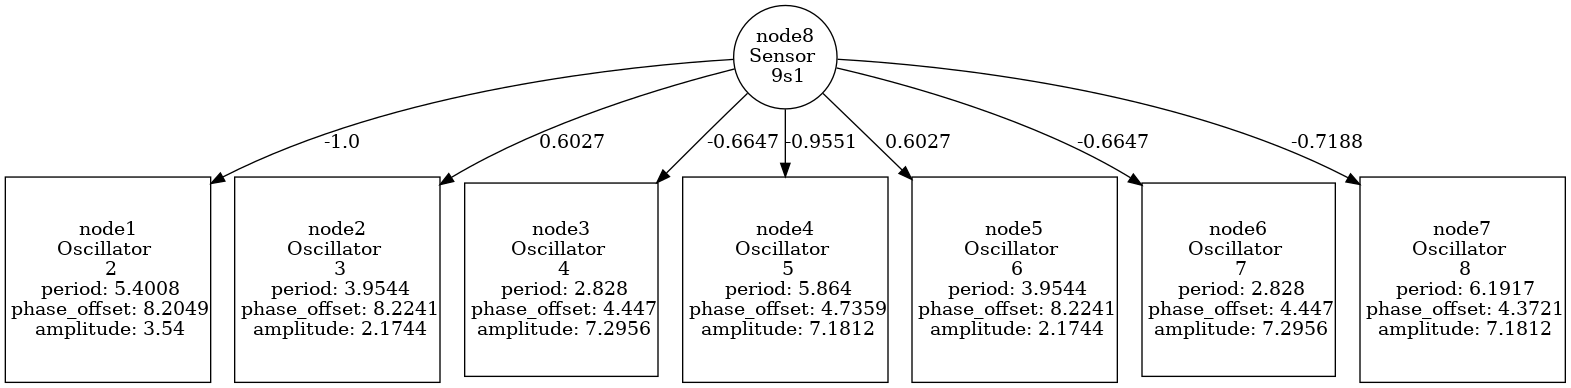 node8
Sensor
9s1
-1.0
0.6027
-0.6647
-0.9551
0.6027
-0.6647
-0.7188
node1
Oscillator
2
period: 5.4008
phase_offset: 8.2049
amplitude: 3.54
node2
Oscillator
3
period: 3.9544
phase_offset: 8.2241
amplitude: 2.1744
node3
Oscillator
4
period: 2.828
phase_offset: 4.447
amplitude: 7.2956
node4
Oscillator
5
period: 5.864
phase_offset: 4.7359
amplitude: 7.1812
node5
Oscillator
6
period: 3.9544
phase_offset: 8.2241
amplitude: 2.1744
node6
Oscillator
7
period: 2.828
phase_offset: 4.447
amplitude: 7.2956
node7
Oscillator
8
period: 6.1917
phase_offset: 4.3721
amplitude: 7.1812